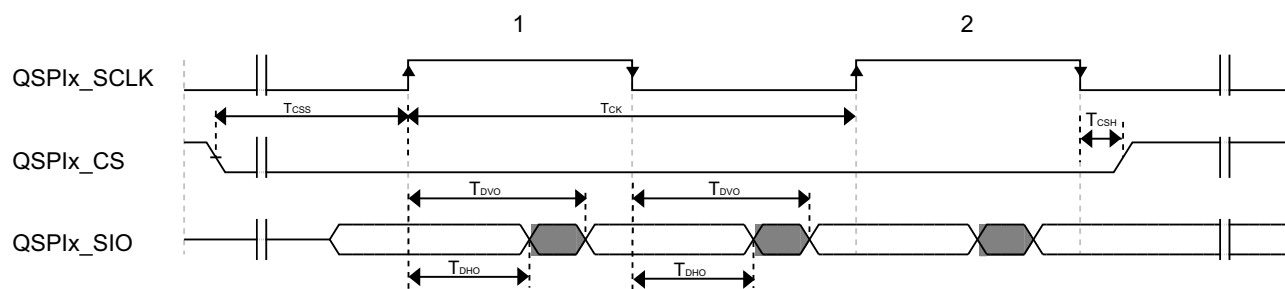 1 2
QSPIx_SCLK
TCSS TCK TCSH
QSPIx_CS
TDVO TDVO
QSPIx_SIO
TDHO TDHO